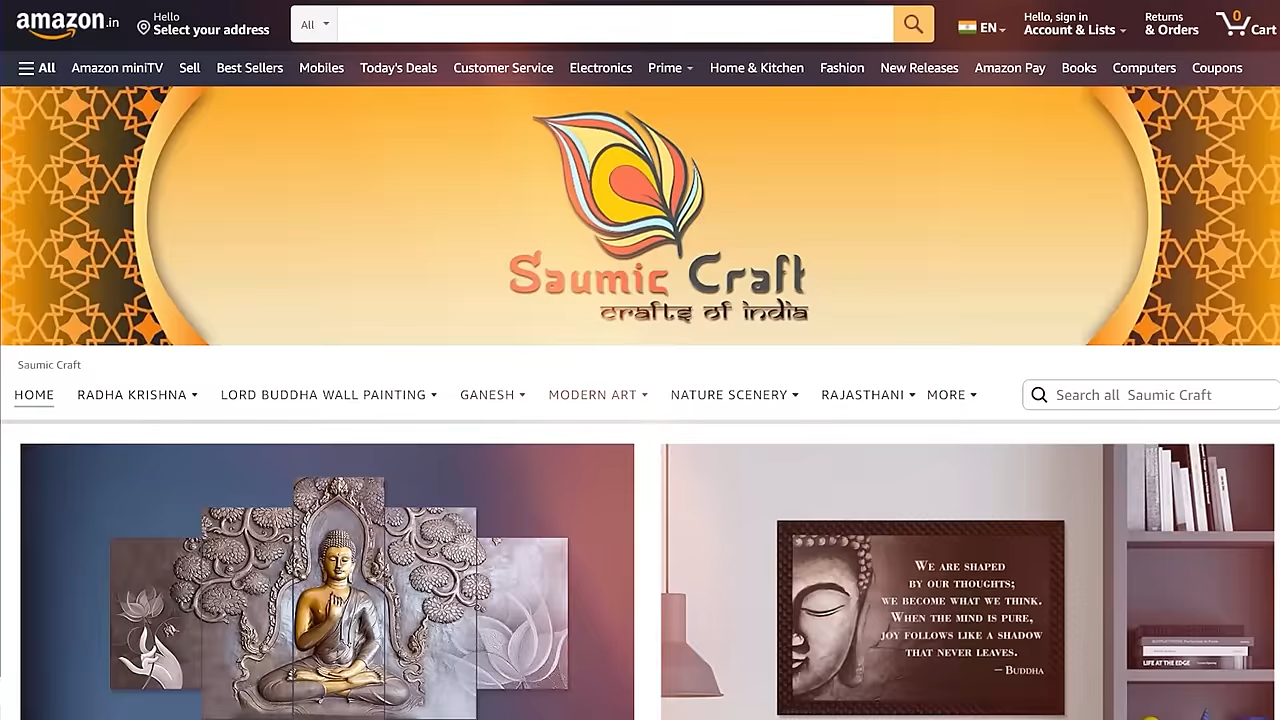 amazon.in
Hello
Select your address
All
EN
Hello, sign in
Account & Lists
Returns
& Orders
0
Cart
All
Amazon miniTV
Sell
Best Sellers
Mobiles
Today's Deals
Customer Service
Electronics
Prime
Home & Kitchen
Fashion
New Releases
Amazon Pay
Books
Computers
Coupons
Saumic Craft
crafts of india
Saumic Craft
HOME
RADHA KRISHNA
LORD BUDDHA WALL PAINTING
GANESH
MODERN ART
NATURE SCENERY
RAJASTHANI
MORE
Search all Saumic Craft
WE ARE SHAPED
BY OUR THOUGHTS;
WE BECOME WHAT WE THINK.
WHEN THE MIND IS PURE,
JOY FOLLOWS LIKE A SHADOW
THAT NEVER LEAVES.
— BUDDHA
LIFE AT THE EDGE